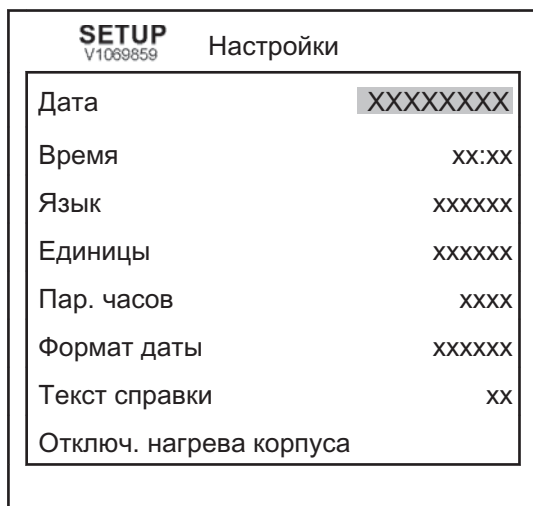 SETUP
V1069859
Настройки
Дата XXXXXXXX
Время xx:xx
Язык xxxxxx
Единицы xxxxxx
Пар. часов xxxx
Формат даты xxxxxx
Текст справки xx
Отключ. нагрева корпуса